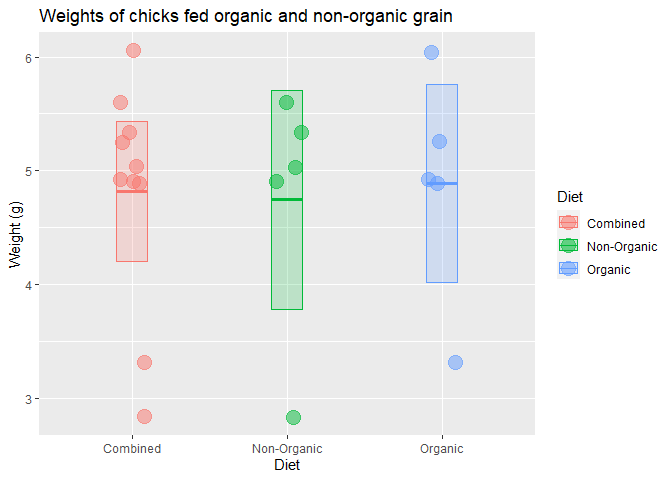 Weights of chicks fed organic and non-organic grain
6
5
4
3
Weight (g)
Combined
Non-Organic
Organic
Diet
Diet
Combined
Non-Organic
Organic